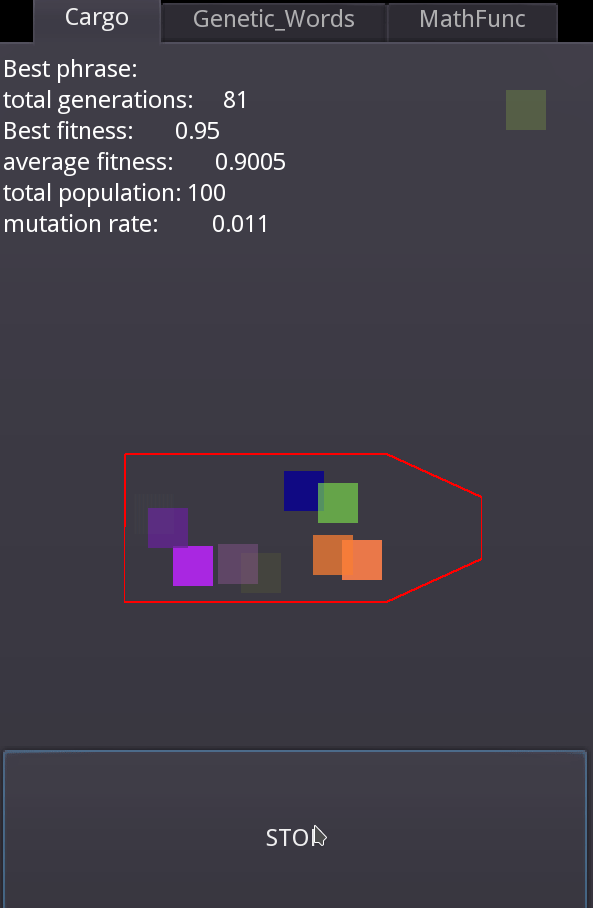 Cargo Genetic_Words MathFunc
Best phrase:
total generations: 81
Best fitness: 0.95
average fitness: 0.9005
total population: 100
mutation rate: 0.011